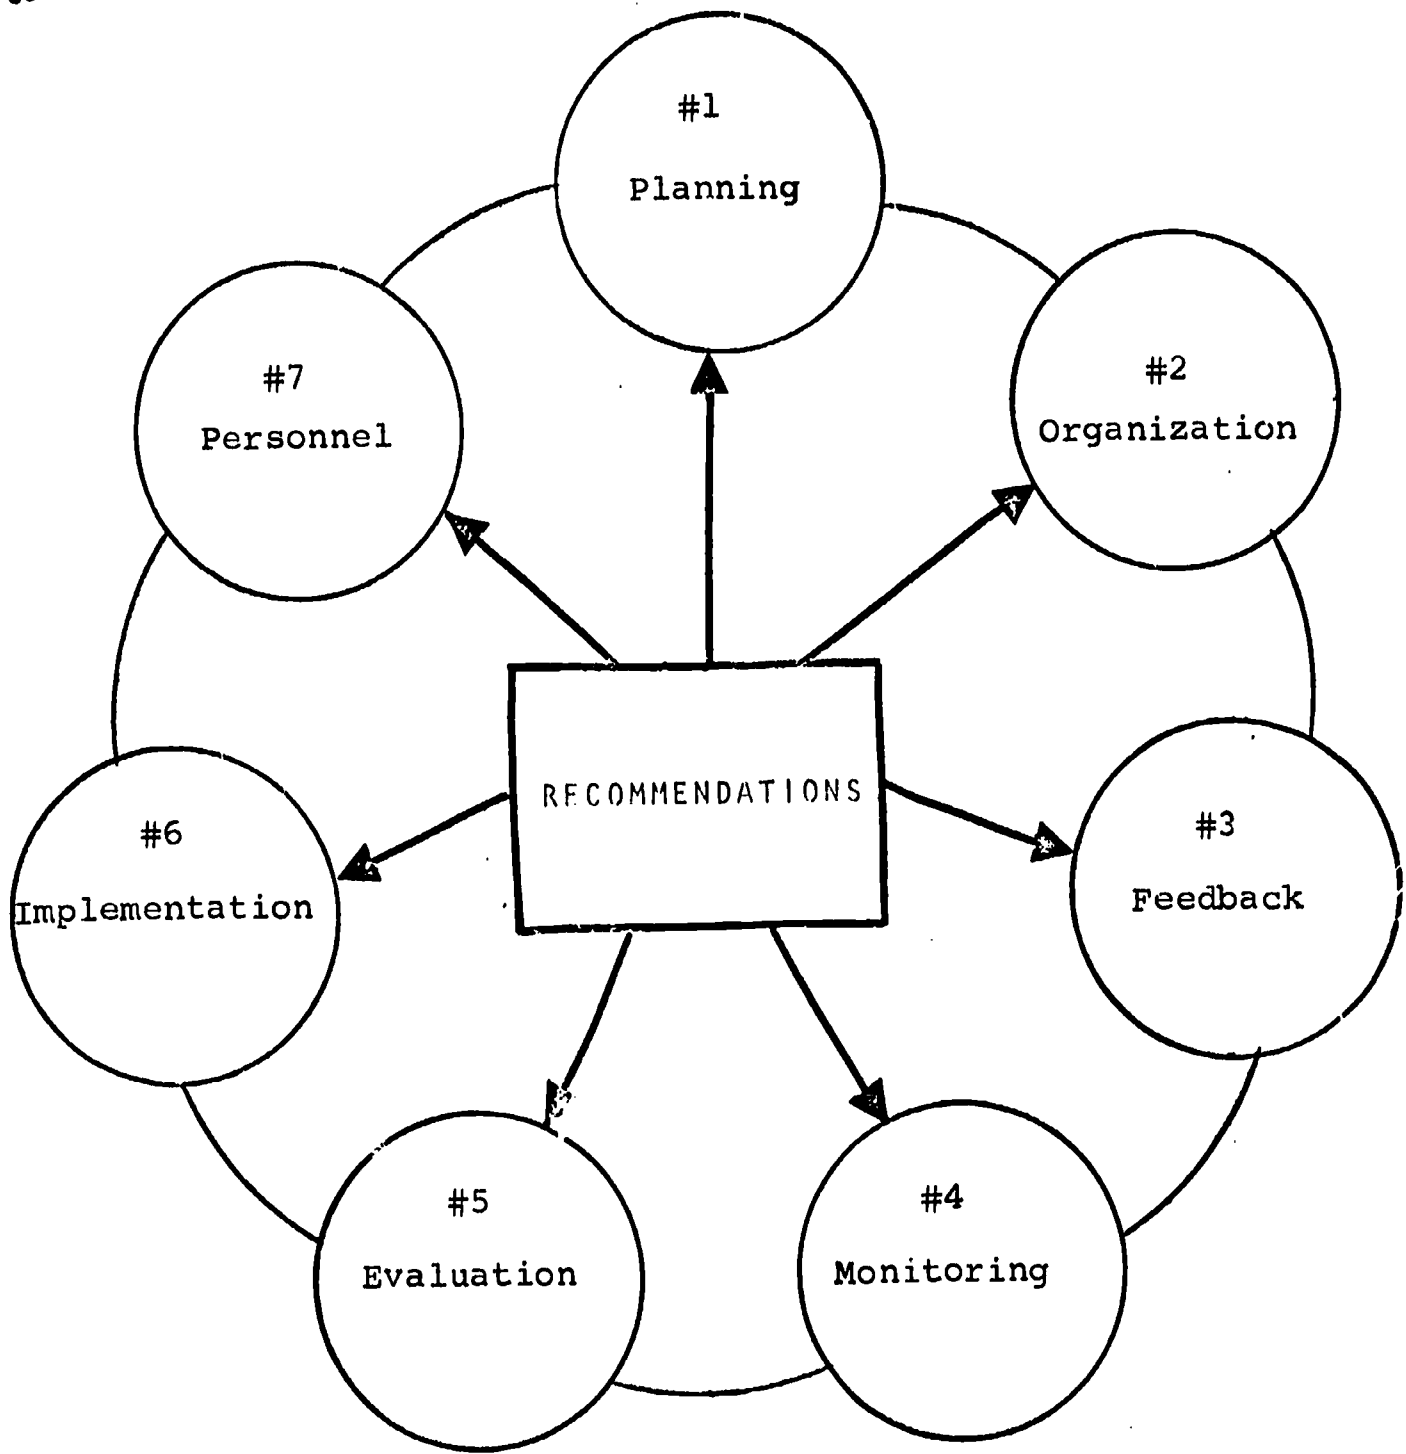 #1
Planning
#2
Organization
#3
Feedback
#4
Monitoring
#5
Evaluation
#6
Implementation
#7
Personnel
RECOMMENDATIONS